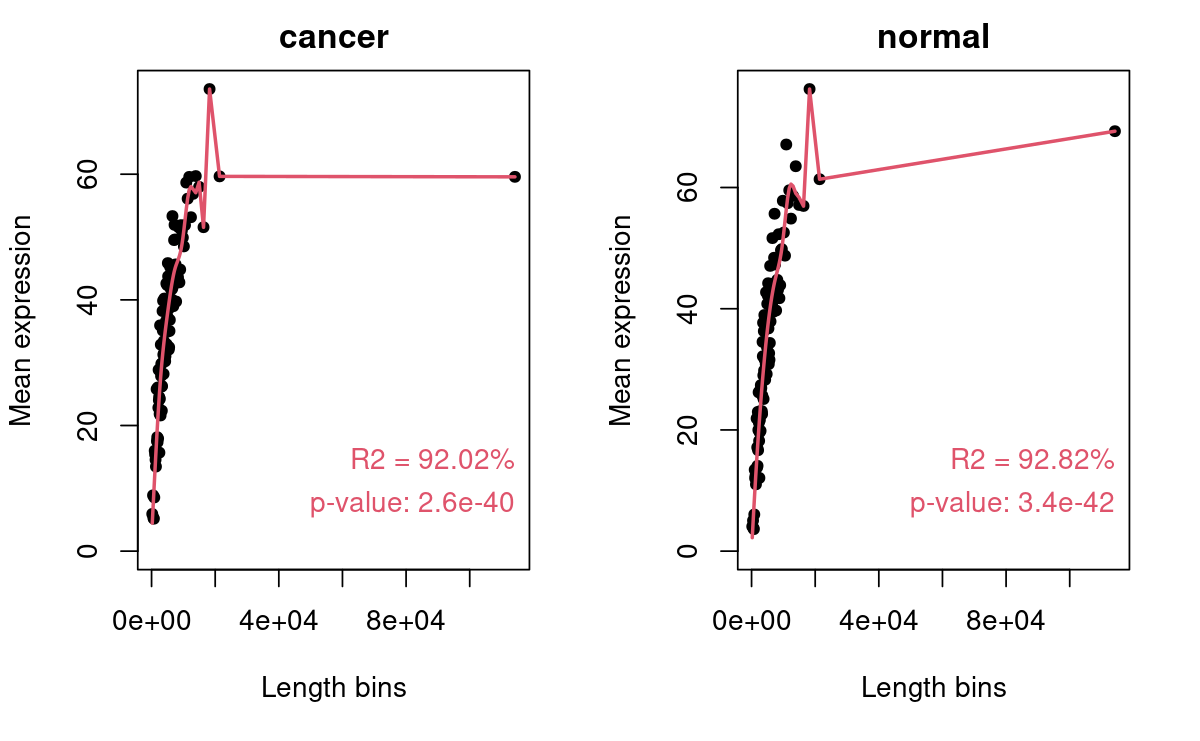 cancer
Mean expression
60
40
20
0
R2 = 92.02%
p-value: 2.6e-40
0e+00 4e+04 8e+04
Length bins
normal
Mean expression
60
40
20
0
R2 = 92.82%
p-value: 3.4e-42
0e+00 4e+04 8e+04
Length bins